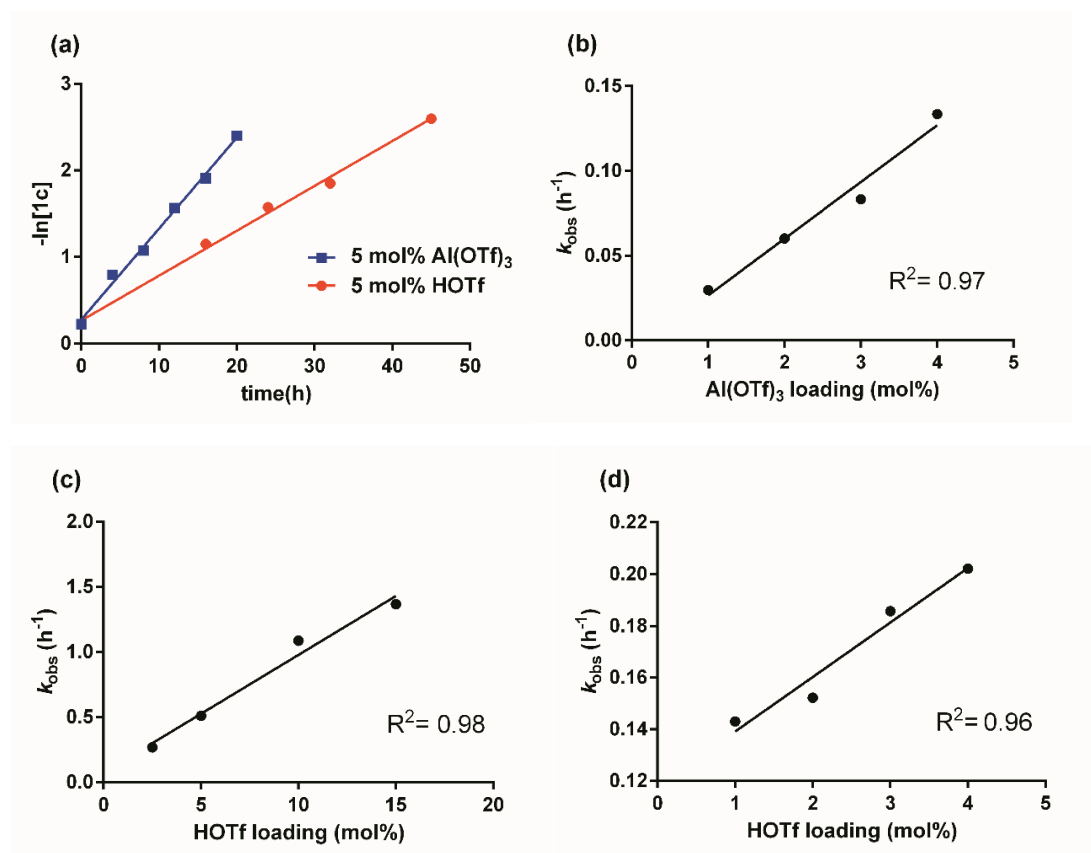 (a)
3
2
1
0
-ln[1c]
0 10 20 30 40 50
time(h)
5 mol% Al(OTf)3
5 mol% HOTf
(b)
0.15
0.10
0.05
0.00
kobs (h-1)
R2= 0.97
0 1 2 3 4 5
Al(OTf)3 loading (mol%)
(c)
2.0
1.5
1.0
0.5
0.0
kobs (h-1)
R2= 0.98
0 5 10 15 20
HOTf loading (mol%)
(d)
0.22
0.20
0.18
0.16
0.14
0.12
kobs (h-1)
R2= 0.96
0 1 2 3 4 5
HOTf loading (mol%)